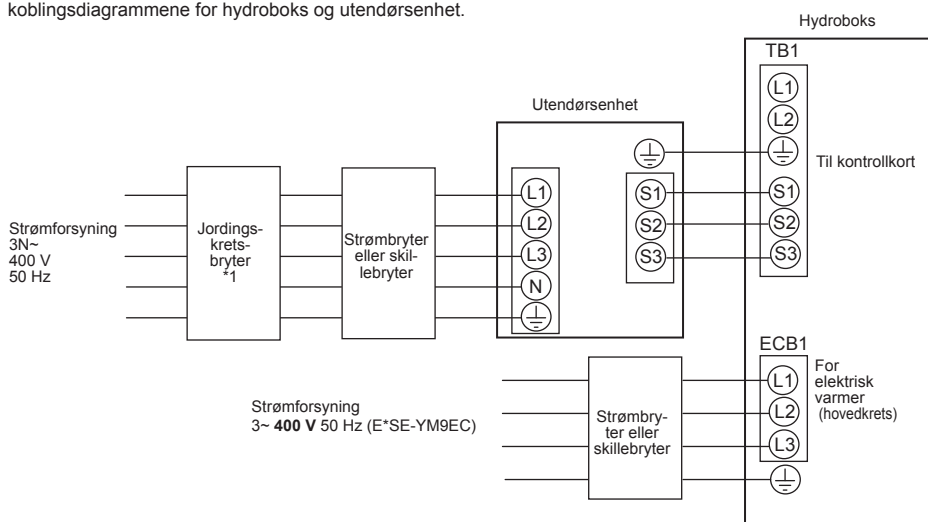 koblingsdiagrammene for hydroboks og utendørsenhet.
Hydroboks
TB1
L1
L2
Til kontrollkort
S1
S2
S3
Utendørsenhet
L1
L2
L3
N
S1
S2
S3
Strømforsyning
3N~
400 V
50 Hz
Jordings-
krets-
bryter
*1
Strømbryter
eller skil-
lebryter
ECB1
L1
L2
L3
For
elektrisk
varmer
(hovedkrets)
Strømforsyning
3~ 400 V 50 Hz (E*SE-YM9EC)
Strømbry-
ter eller
skillebryter